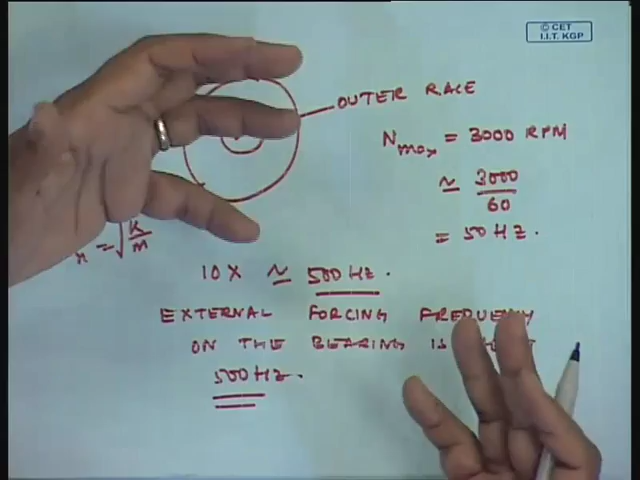 © CET
I.I.T. KGP
OUTER RACE
N max = 3000 RPM
≃ 3000/60
= 50 Hz.
n = √k/m
10X ≃ 500 Hz.
EXTERNAL FORCING FREQUENCY
ON THE BEARING IS
500 Hz.